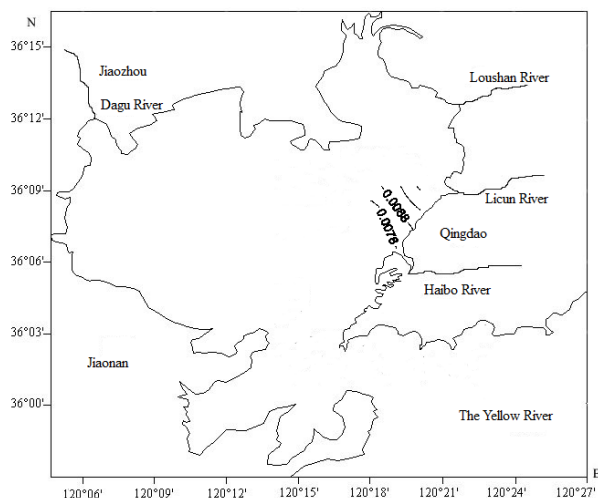 N
36°15'
Jiaozhou
Loushan River
Dagu River
36°12'
36°09'
Licun River
0.0068
0.0078
Qingdao
36°06'
Haibo River
36°03'
Jiaonan
36°00'
The Yellow River
E
120°06' 120°09' 120°12' 120°15' 120°18' 120°21' 120°24' 120°27'